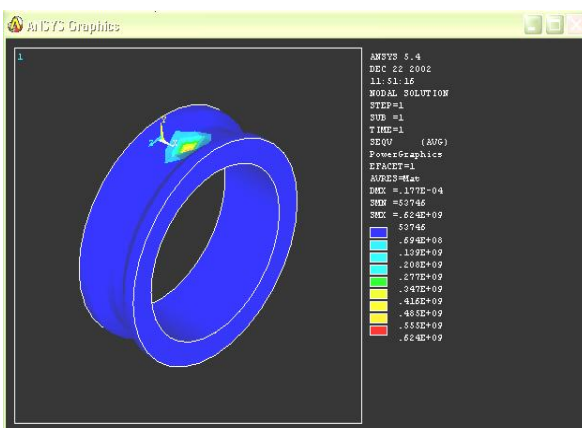 ANSYS Graphics
1
ANSYS 5.4
DEC 22 2002
11:51:16
NODAL SOLUTION
STEP=1
SUB =1
TIME=1
SEQV (AVG)
PowerGraphics
EFACET=1
AVRES=Mat
DMX =.177E-04
SMN =53746
SMX =.624E+09
53746
.694E+08
.139E+09
.208E+09
.277E+09
.347E+09
.416E+09
.485E+09
.555E+09
.624E+09